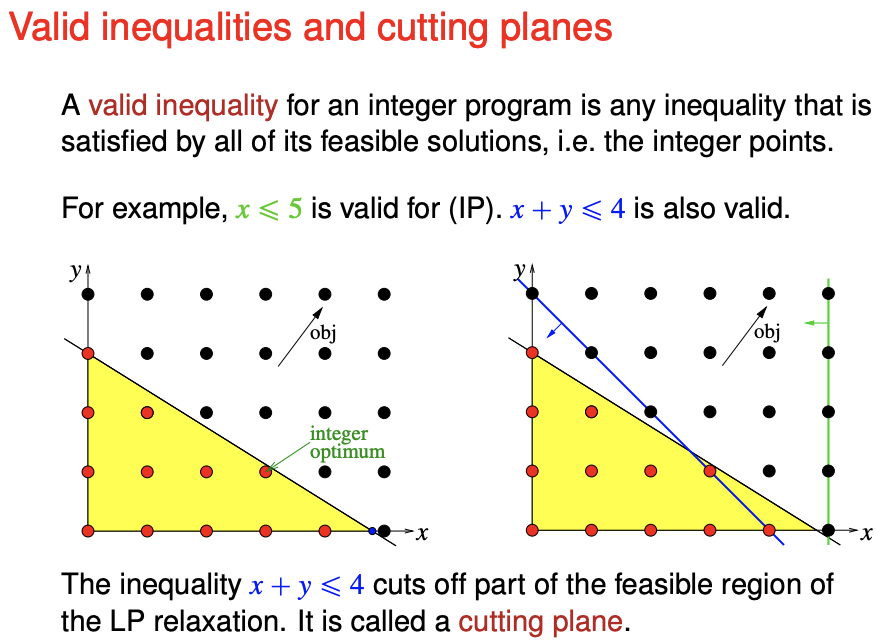 Valid inequalities and cutting planes
A valid inequality for an integer program is any inequality that is
satisfied by all of its feasible solutions, i.e. the integer points.
For example, x ⩽ 5 is valid for (IP). x + y ⩽ 4 is also valid.
y
obj
integer
optimum
x
y
obj
x
The inequality x + y ⩽ 4 cuts off part of the feasible region of
the LP relaxation. It is called a cutting plane.